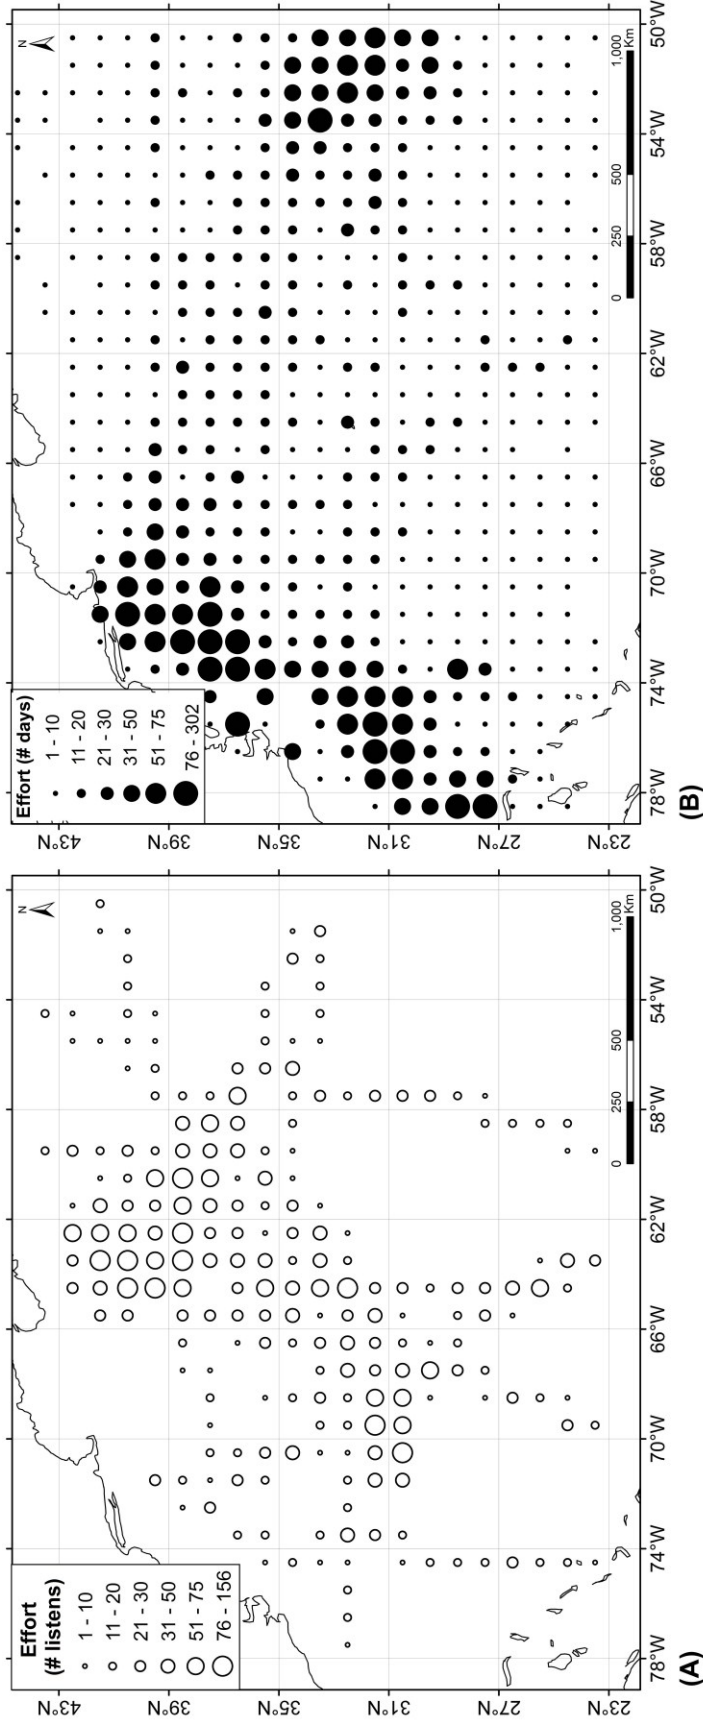 Effort
(# listens)
1 - 10
11 - 20
21 - 30
31 - 50
51 - 75
76 - 156
N
43°N
39°N
35°N
31°N
27°N
23°N
0 250 500 1,000
Km
78°W 74°W 70°W 66°W 62°W 58°W 54°W 50°W
(A)
Effort (# days)
1 - 10
11 - 20
21 - 30
31 - 50
51 - 75
76 - 302
N
43°N
39°N
35°N
31°N
27°N
23°N
0 250 500 1,000
Km
78°W 74°W 70°W 66°W 62°W 58°W 54°W 50°W
(B)